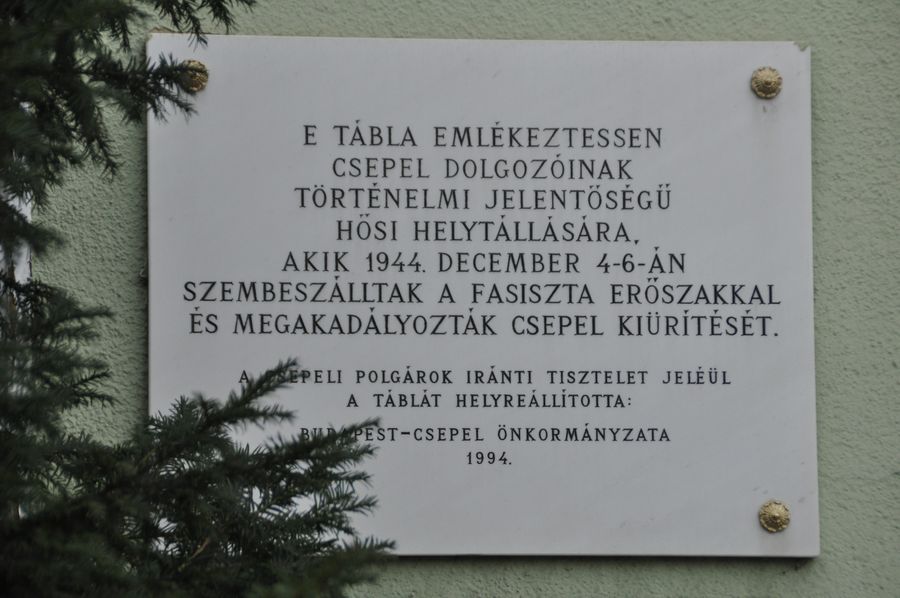 E TÁBLA EMLÉKEZTESSEN
CSEPEL DOLGOZÓINAK
TÖRTÉNELMI JELENTŐSÉGŰ
HŐSI HELYTÁLLÁSÁRA,
AKIK 1944. DECEMBER 4-6-ÁN
SZEMBESZÁLLTAK A FASISZTA ERŐSZAKKAL
ÉS MEGAKADÁLYOZTÁK CSEPEL KIÜRÍTÉSÉT.
A CSEPELI POLGÁROK IRÁNTI TISZTELET JELÉÜL
A TÁBLÁT HELYREÁLLÍTOTTA:
BUDAPEST-CSEPEL ÖNKORMÁNYZATA
1994.